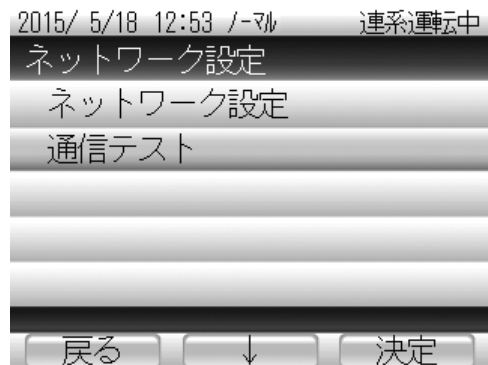 2015/ 5/18 12:53 ﾉｰﾏﾙ 連系運転中
ネットワーク設定
ネットワーク設定
通信テスト
戻る ↓ 決定